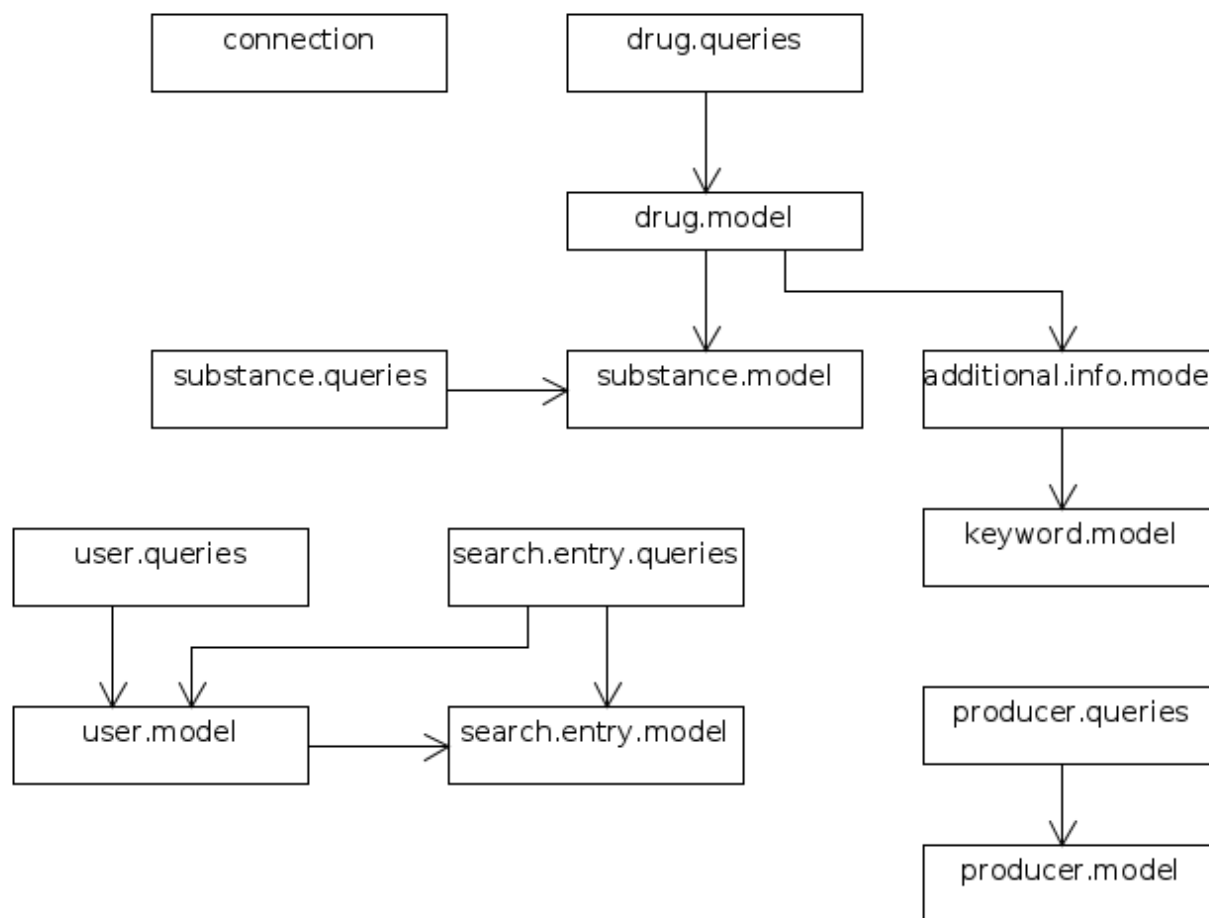 connection
drug.queries
drug.model
substance.queries
substance.model
additional.info.mode
keyword.model
user.queries
search.entry.queries
user.model
search.entry.model
producer.queries
producer.model